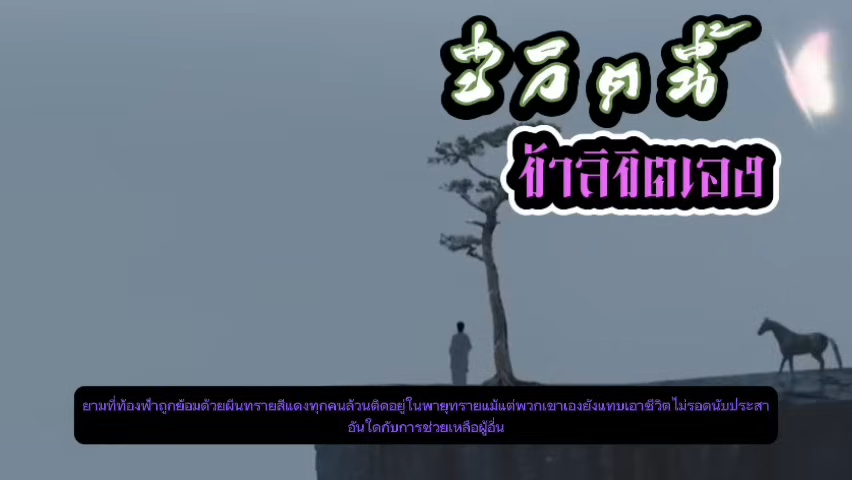 ชีวิตนี้
ข้าลิขิตเอง
ยามที่ท้องฟ้าถูกย้อมด้วยผืนทรายสีแดงทุกคนล้วนติดอยู่ในพายุทรายแม้แต่พวกเขาเองยังแทบเอาชีวิตไม่รอดนับประสา
อันใดกับการช่วยเหลือผู้อื่น